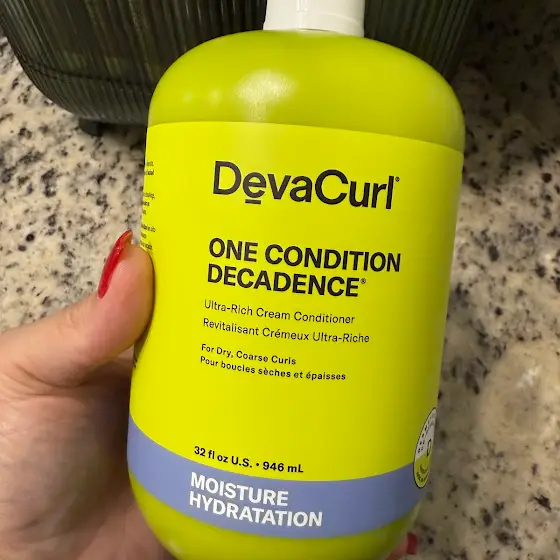 DevaCurl®
ONE CONDITION
DECADENCE®
Ultra-Rich Cream Conditioner
Revitalisant Crémeux Ultra-Riche
For Dry, Coarse Curls
Pour boucles sèches et épaisses
32 fl oz U.S. • 946 mL
MOISTURE
HYDRATATION